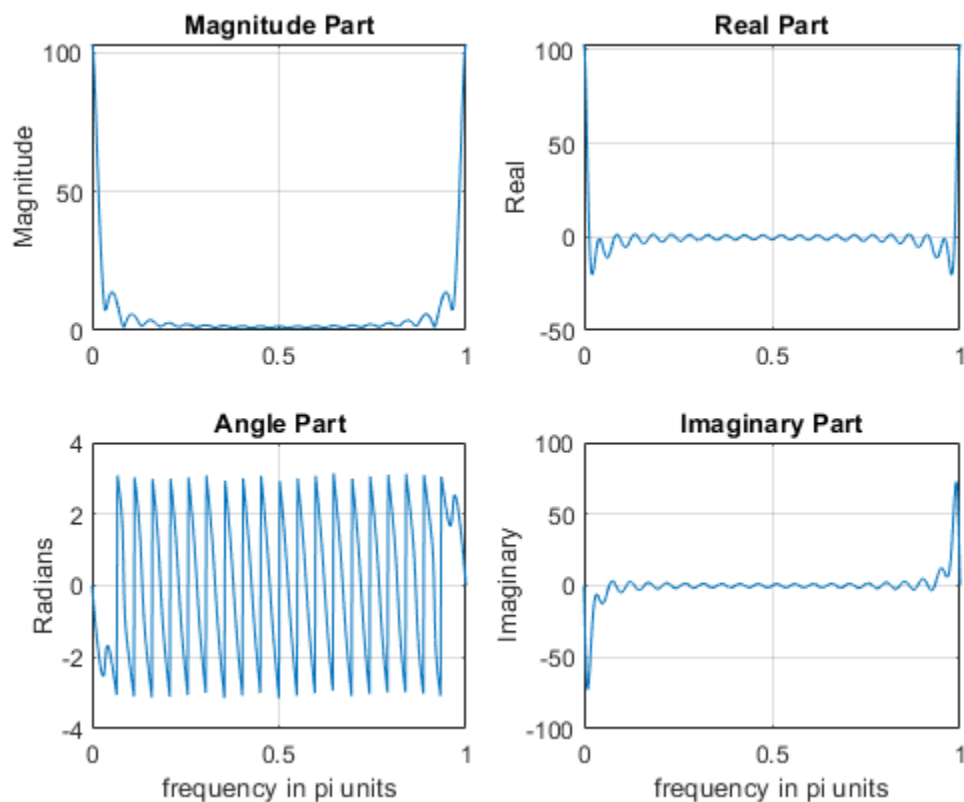 Magnitude Part
100
50
0
Magnitude
0
0.5
1
Real Part
100
50
0
-50
Real
0
0.5
1
Angle Part
4
2
0
-2
-4
Radians
0
0.5
1
frequency in pi units
Imaginary Part
100
50
0
-50
-100
Imaginary
0
0.5
1
frequency in pi units